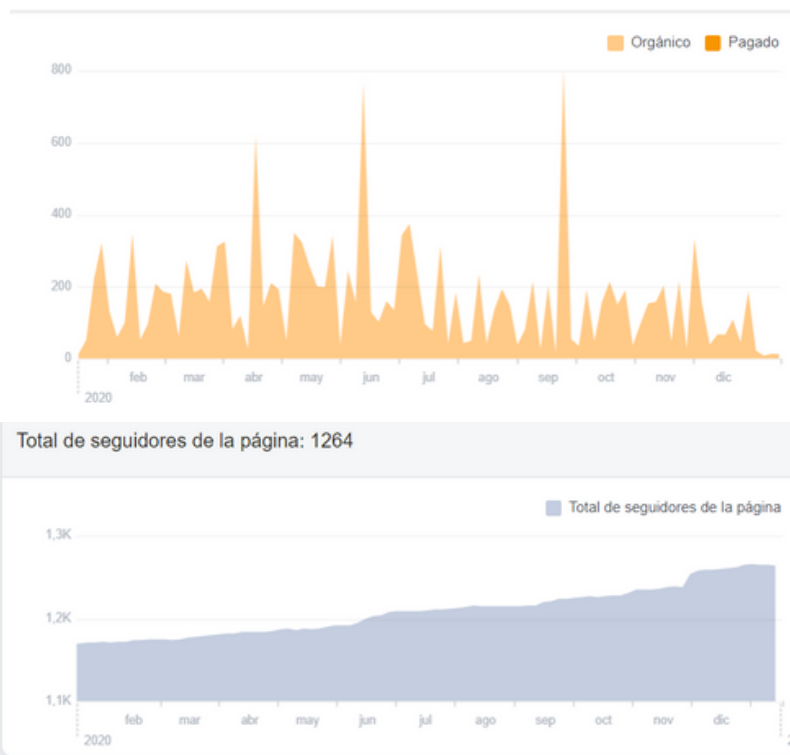 Orgánico Pagado
800
600
400
200
0
feb mar abr may jun jul ago sep oct nov dic
2020
Total de seguidores de la página: 1264
Total de seguidores de la página
1,3K
1,2K
1,1K
feb mar abr may jun jul ago sep oct nov dic
2020